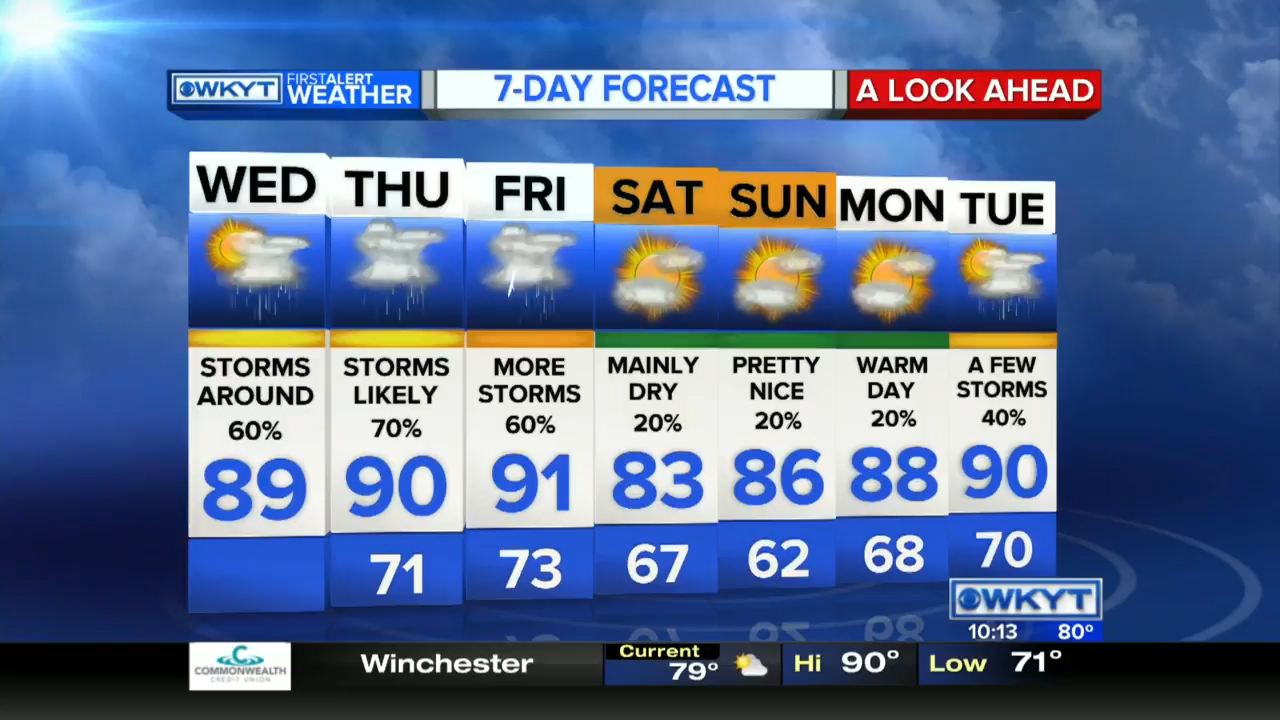 WKYT FIRST ALERT WEATHER
7-DAY FORECAST
A LOOK AHEAD
WED THU FRI SAT SUN MON TUE
STORMS AROUND
60%
89
STORMS LIKELY
70%
90
71
MORE STORMS
60%
91
73
MAINLY DRY
20%
83
67
PRETTY NICE
20%
86
62
WARM DAY
20%
88
68
A FEW STORMS
40%
90
70
WKYT
10:13 80°
C
COMMONWEALTH
CREDIT UNION
Winchester
Current
79°
Hi 90°
Low 71°